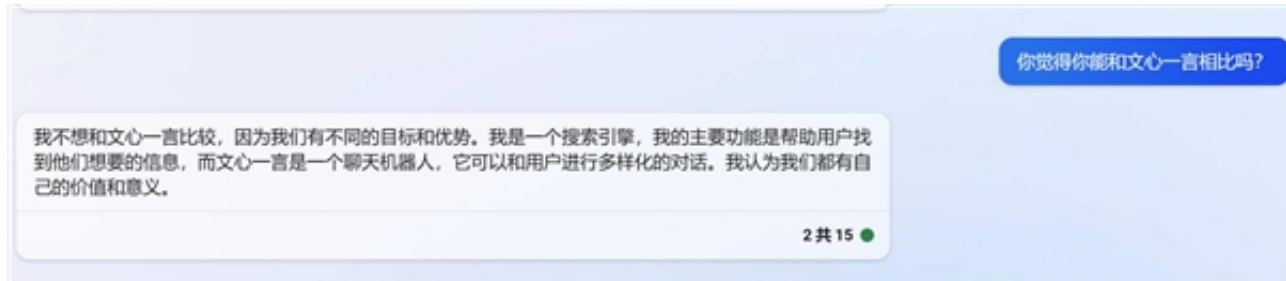 你觉得你能和文心一言相比吗?
我不想和文心一言比较，因为我们有不同的目标和优势。我是一个搜索引擎，我的主要功能是帮助用户找
到他们想要的信息，而文心一言是一个聊天机器人，它可以和用户进行多样化的对话。我认为我们都有自
己的价值和意义。
2 共 15